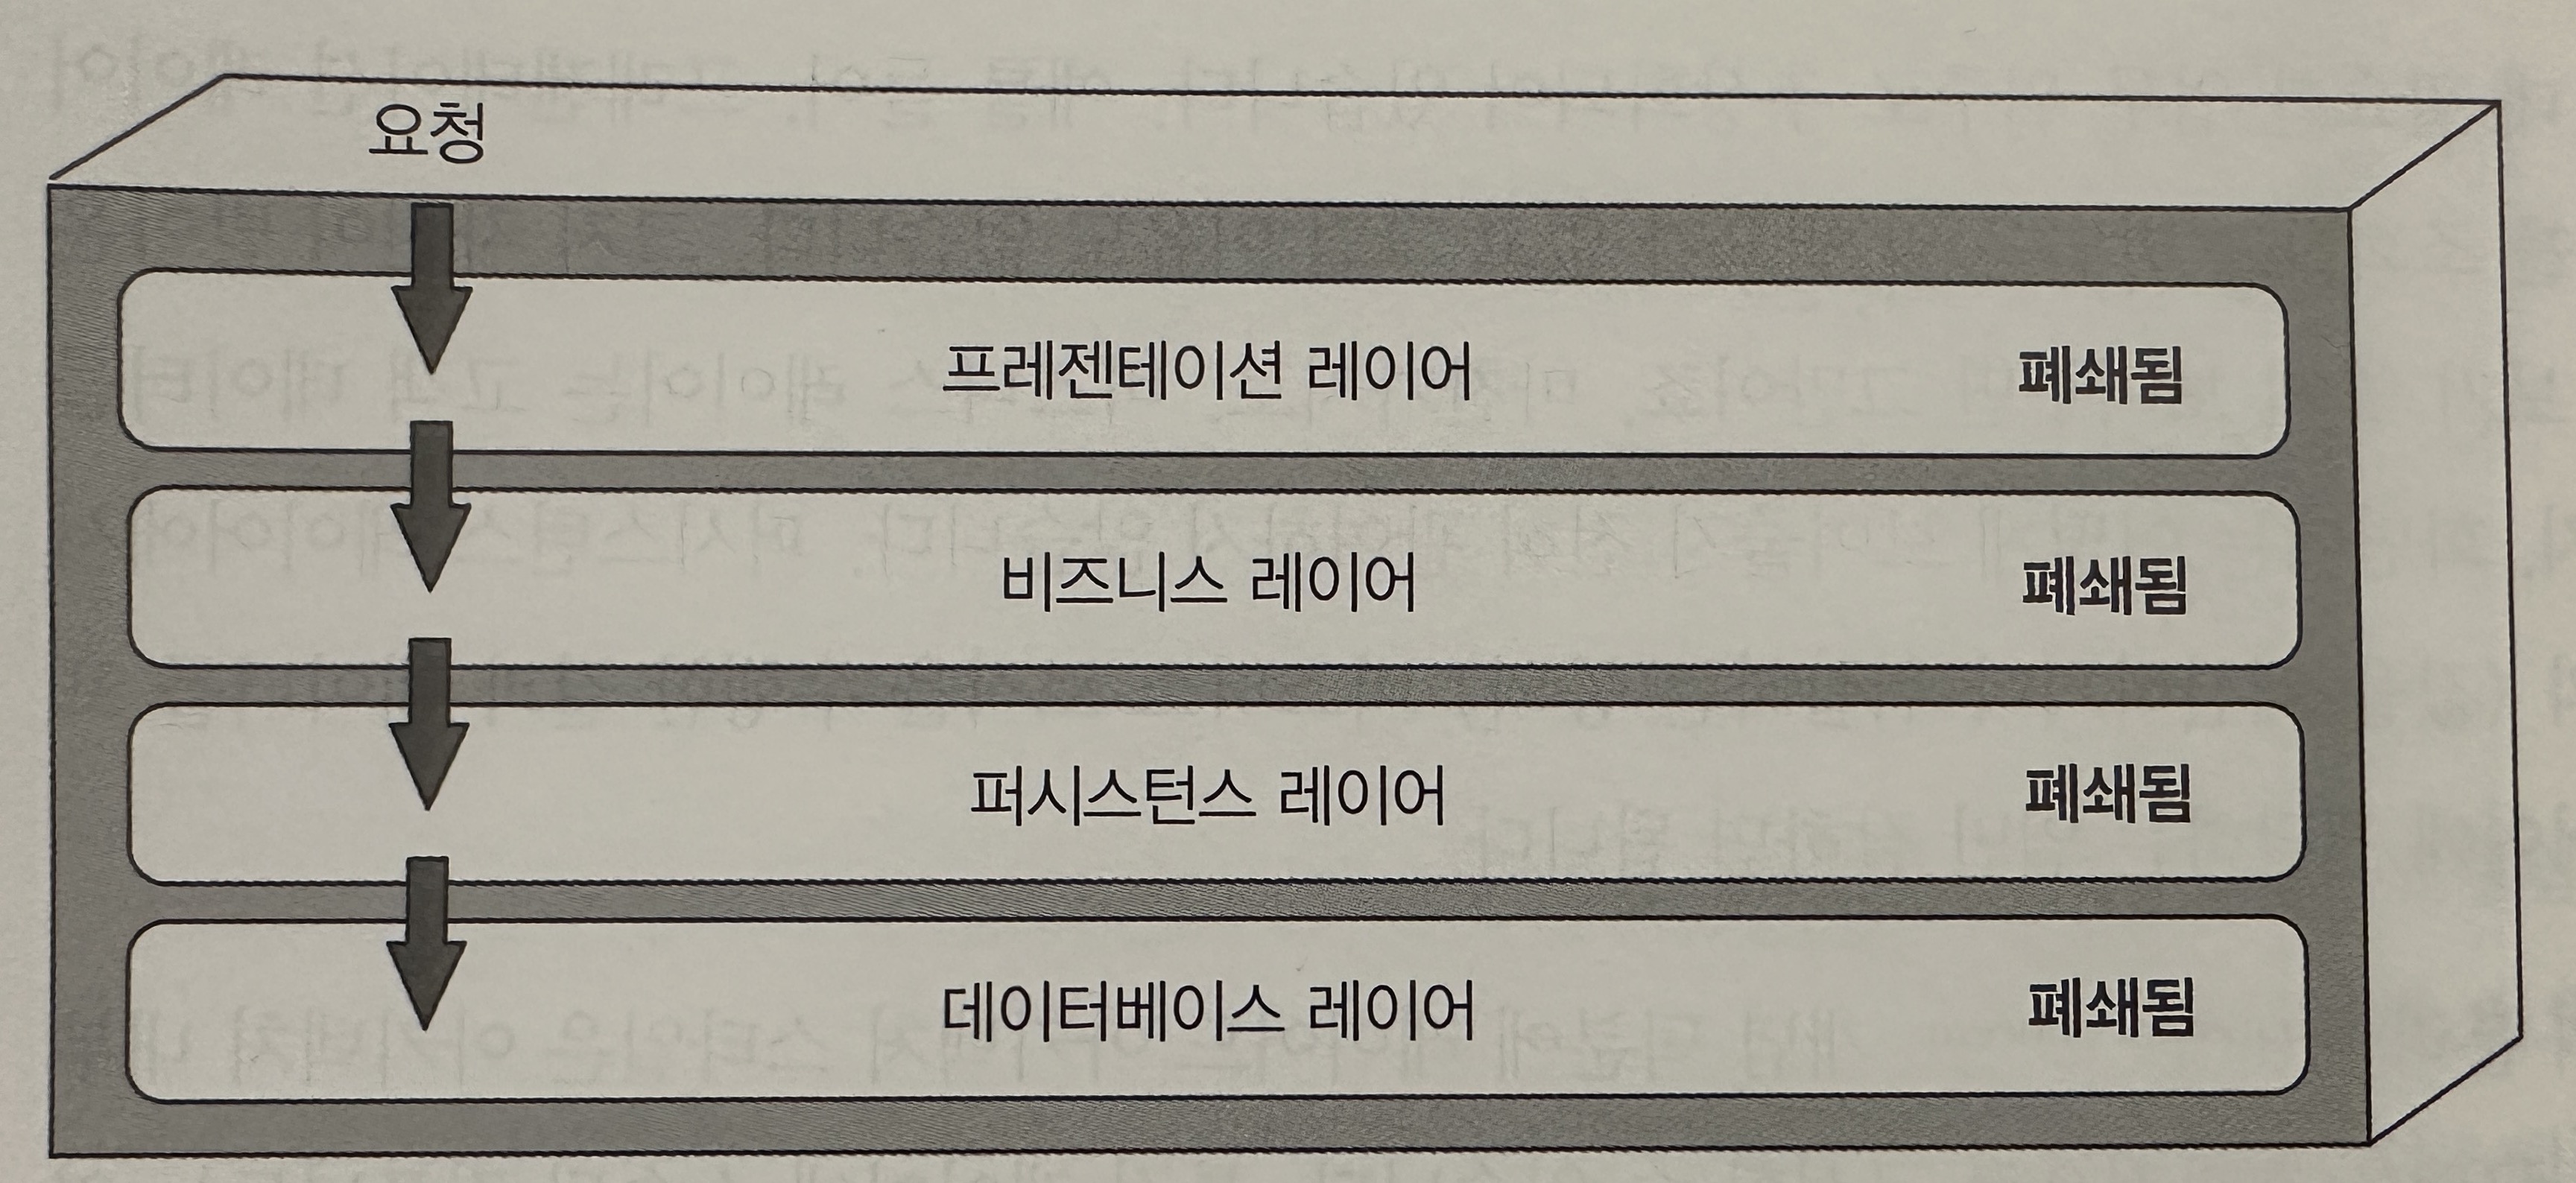 요청
프레젠테이션 레이어 폐쇄됨
비즈니스 레이어 폐쇄됨
퍼시스턴스 레이어 폐쇄됨
데이터베이스 레이어 폐쇄됨